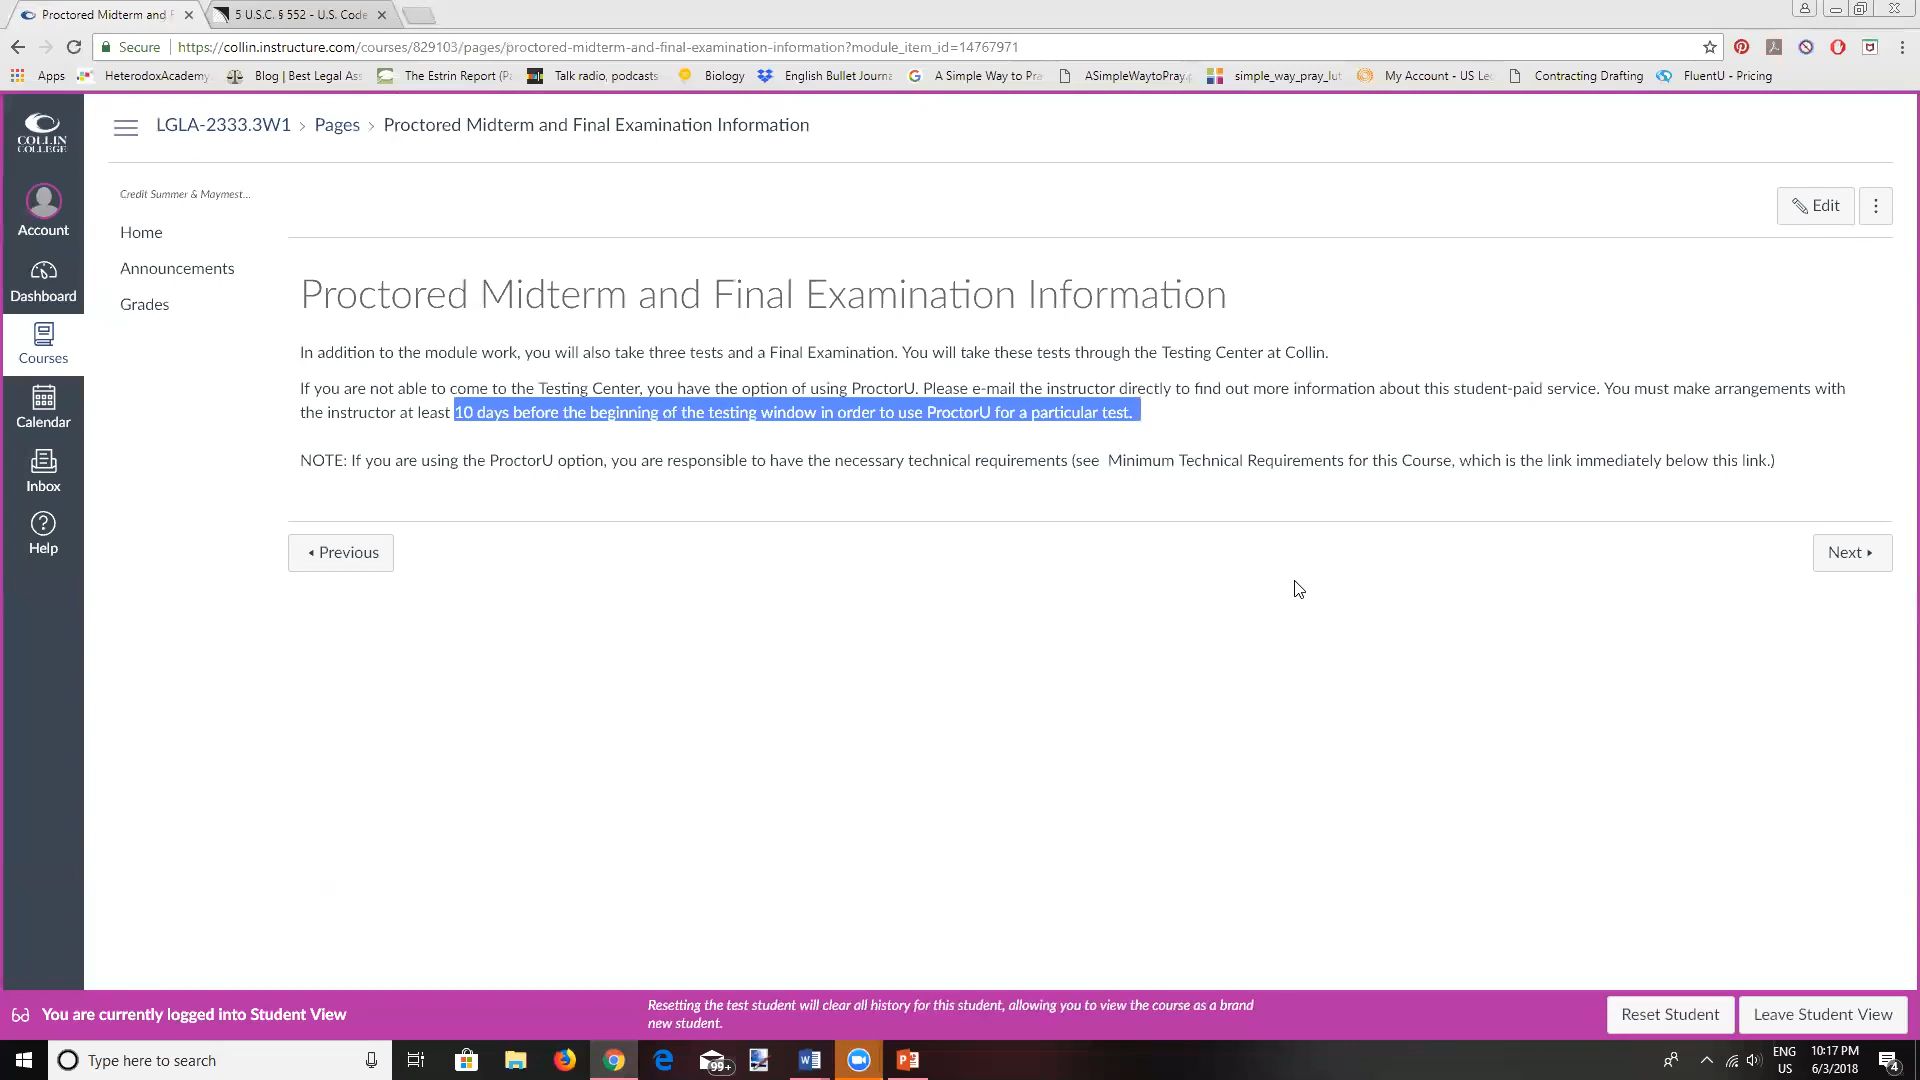 Proctored Midterm and F
5 U.S.C. § 552 - U.S. Code
Secure
https://collin.instructure.com/courses/829103/pages/proctored-midterm-and-final-examination-information?module_item_id=14767971
Apps HeterodoxAcademy Blog | Best Legal Ass The Estrin Report (Pa Talk radio, podcasts Biology English Bullet Journa A Simple Way to Pra ASimpleWaytoPray. simple_way_pray_lut My Account - US Leg Contracting Drafting FluentU - Pricing
COLLIN
COLLEGE
Account
Dashboard
Courses
Calendar
Inbox
Help
LGLA-2333.3W1 › Pages › Proctored Midterm and Final Examination Information
Credit Summer & Maymest...
Home
Announcements
Grades
Edit
Proctored Midterm and Final Examination Information
In addition to the module work, you will also take three tests and a Final Examination. You will take these tests through the Testing Center at Collin.
If you are not able to come to the Testing Center, you have the option of using ProctorU. Please e-mail the instructor directly to find out more information about this student-paid service. You must make arrangements with
the instructor at least 10 days before the beginning of the testing window in order to use ProctorU for a particular test.
NOTE: If you are using the ProctorU option, you are responsible to have the necessary technical requirements (see Minimum Technical Requirements for this Course, which is the link immediately below this link.)
Previous
Next
You are currently logged into Student View
Resetting the test student will clear all history for this student, allowing you to view the course as a brand
new student.
Reset Student
Leave Student View
Type here to search
99+
ENG
US
10:17 PM
6/3/2018
4